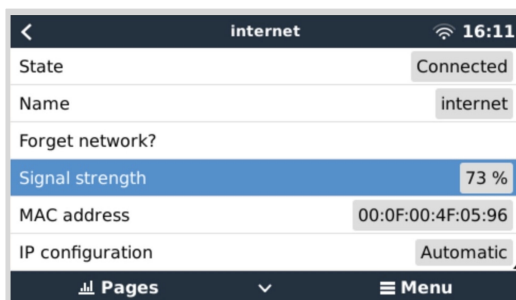 internet 16:11
State Connected
Name internet
Forget network?
Signal strength 73 %
MAC address 00:0F:00:4F:05:96
IP configuration Automatic
Pages Menu